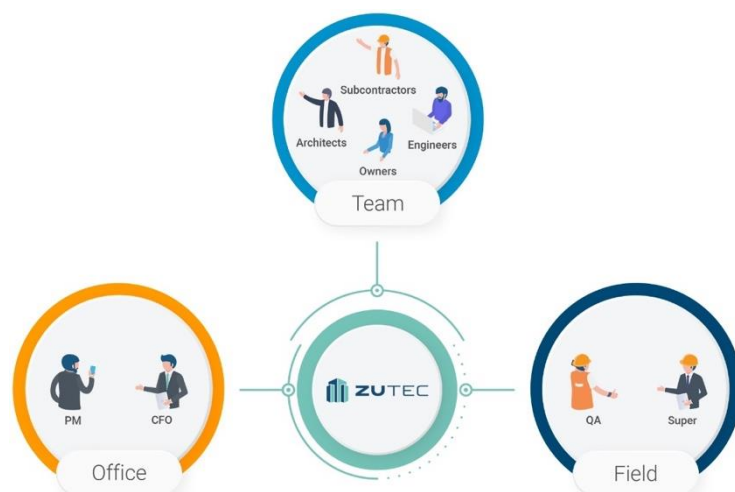 Subcontractors
Architects
Engineers
Owners
Team
ZUTEC
PM
CFO
Office
QA
Super
Field